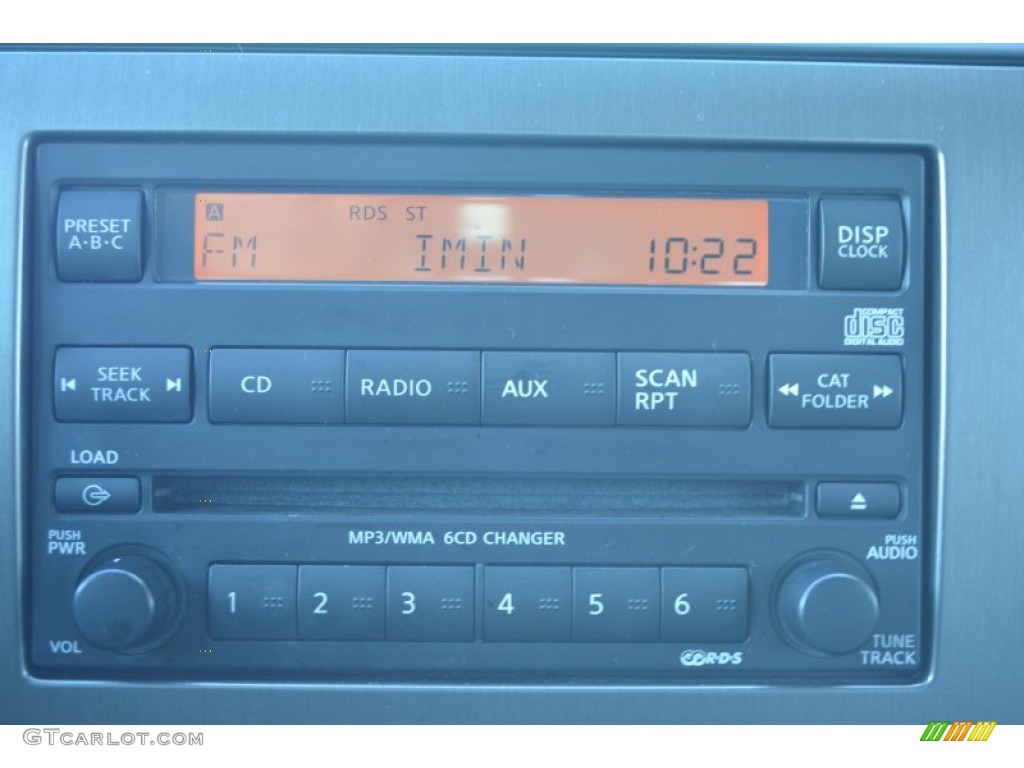 PRESET
A·B·C
A RDS ST
FM IMIN 10:22
DISP
CLOCK
COMPACT
disc
DIGITAL AUDIO
SEEK
TRACK
CD
RADIO
AUX
SCAN
RPT
CAT
FOLDER
LOAD
MP3/WMA 6CD CHANGER
PUSH
PWR
VOL
1 2 3 4 5 6
PUSH
AUDIO
TUNE
TRACK
R·D·S
GTCARLOT.COM